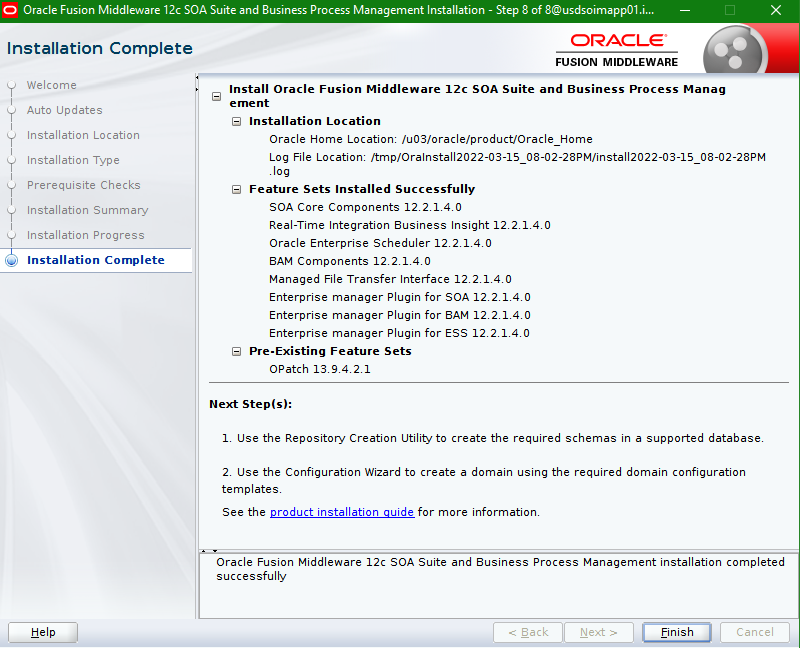 Oracle Fusion Middleware 12c SOA Suite and Business Process Management Installation - Step 8 of 8@usdsoimapp01.i...
Installation Complete
ORACLE
FUSION MIDDLEWARE
Welcome
Auto Updates
Installation Location
Installation Type
Prerequisite Checks
Installation Summary
Installation Progress
Installation Complete
Install Oracle Fusion Middleware 12c SOA Suite and Business Process Manag
ement
Installation Location
Oracle Home Location: /u03/oracle/product/Oracle_Home
Log File Location: /tmp/OraInstall2022-03-15_08-02-28PM/install2022-03-15_08-02-28PM
.log
Feature Sets Installed Successfully
SOA Core Components 12.2.1.4.0
Real-Time Integration Business Insight 12.2.1.4.0
Oracle Enterprise Scheduler 12.2.1.4.0
BAM Components 12.2.1.4.0
Managed File Transfer Interface 12.2.1.4.0
Enterprise manager Plugin for SOA 12.2.1.4.0
Enterprise manager Plugin for BAM 12.2.1.4.0
Enterprise manager Plugin for ESS 12.2.1.4.0
Pre-Existing Feature Sets
OPatch 13.9.4.2.1
Next Step(s):
1. Use the Repository Creation Utility to create the required schemas in a supported database.
2. Use the Configuration Wizard to create a domain using the required domain configuration
templates.
See the product installation guide for more information.
Oracle Fusion Middleware 12c SOA Suite and Business Process Management installation completed
successfully
Help
< Back
Next >
Finish
Cancel